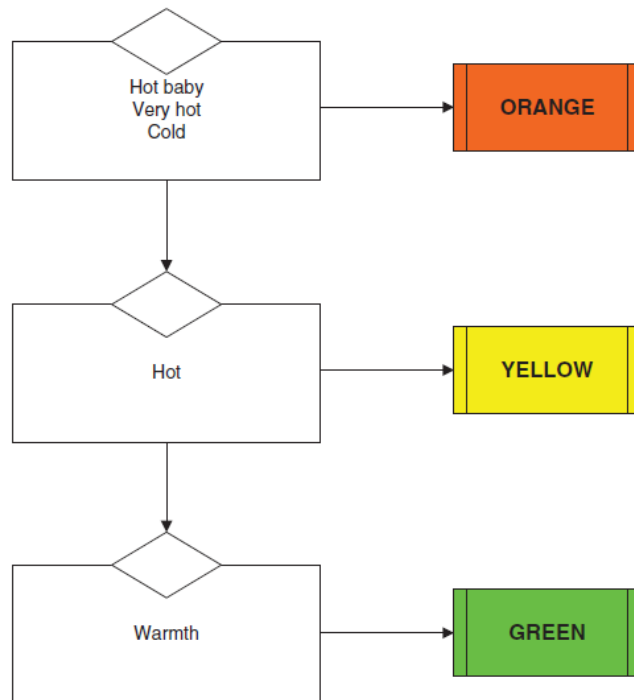 Hot baby
Very hot
Cold
ORANGE
Hot
YELLOW
Warmth
GREEN